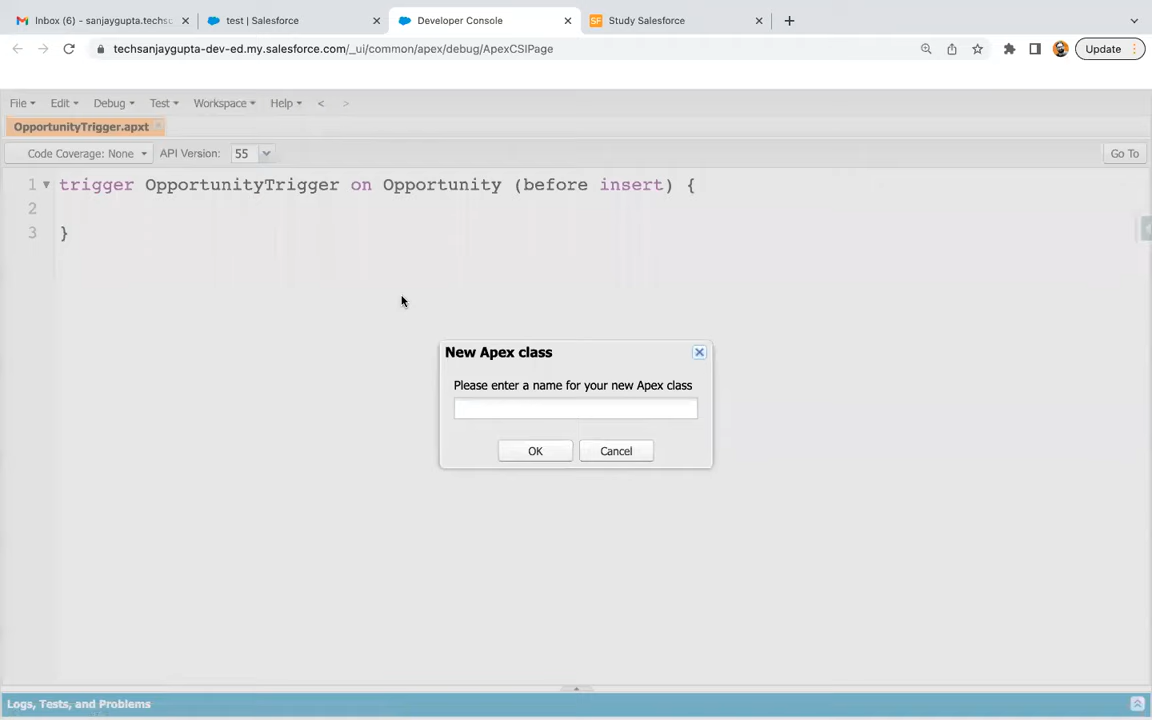 Inbox (6) - sanjaygupta.techsc
test | Salesforce
Developer Console
SF Study Salesforce
techsanjaygupta-dev-ed.my.salesforce.com/_ui/common/apex/debug/ApexCSIPage
Update
File Edit Debug Test Workspace Help < >
OpportunityTrigger.apxt
Code Coverage: None API Version: 55 Go To
1 trigger OpportunityTrigger on Opportunity (before insert) {
2
3 }
New Apex class
Please enter a name for your new Apex class
OK Cancel
Logs, Tests, and Problems